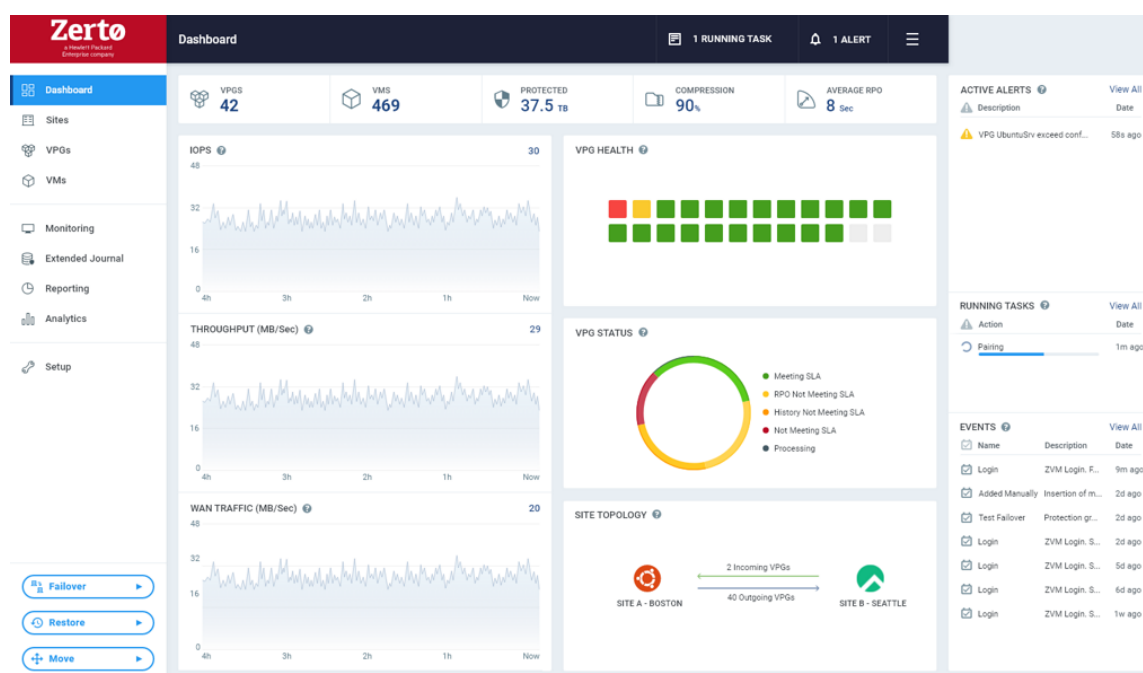 Zertø
a Hewlett Packard
Enterprise company
Dashboard
1 RUNNING TASK
1 ALERT
Dashboard
Sites
VPGs
VMs
Monitoring
Extended Journal
Reporting
Analytics
Setup
Failover
Restore
Move
VPGS
42
VMS
469
PROTECTED
37.5 TB
COMPRESSION
90%
AVERAGE RPO
8 Sec
IOPS
30
48
32
16
0
4h 3h 2h 1h Now
THROUGHPUT (MB/Sec)
29
48
32
16
0
4h 3h 2h 1h Now
WAN TRAFFIC (MB/Sec)
20
48
32
16
0
4h 3h 2h 1h Now
VPG HEALTH
VPG STATUS
Meeting SLA
RPO Not Meeting SLA
History Not Meeting SLA
Not Meeting SLA
Processing
SITE TOPOLOGY
2 Incoming VPGs
40 Outgoing VPGs
SITE A - BOSTON
SITE B - SEATTLE
ACTIVE ALERTS View All
Description Date
VPG UbuntuSrv exceed conf... 58s ago
RUNNING TASKS View All
Action Date
Pairing 1m ago
EVENTS View All
Name Description Date
Login ZVM Login. F... 9m ago
Added Manually Insertion of m... 2d ago
Test Failover Protection gr... 2d ago
Login ZVM Login. S... 2d ago
Login ZVM Login. S... 5d ago
Login ZVM Login. S... 6d ago
Login ZVM Login. S... 1w ago